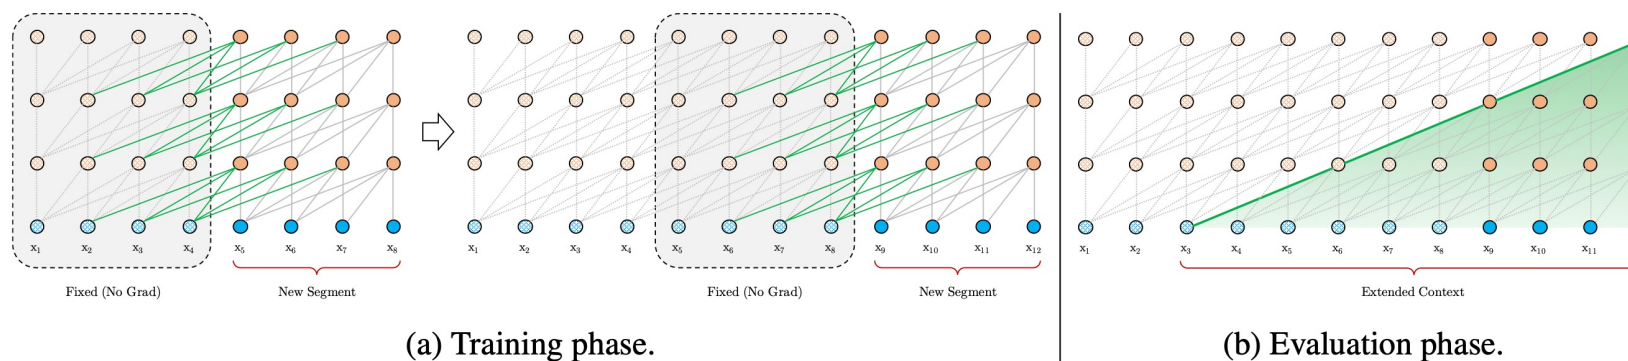 x₁ x₂ x₃ x₄ x₅ x₆ x₇ x₈
Fixed (No Grad) New Segment
x₁ x₂ x₃ x₄ x₅ x₆ x₇ x₈ x₉ x₁₀ x₁₁ x₁₂
Fixed (No Grad) New Segment
(a) Training phase.
x₁ x₂ x₃ x₄ x₅ x₆ x₇ x₈ x₉ x₁₀ x₁₁
Extended Context
(b) Evaluation phase.